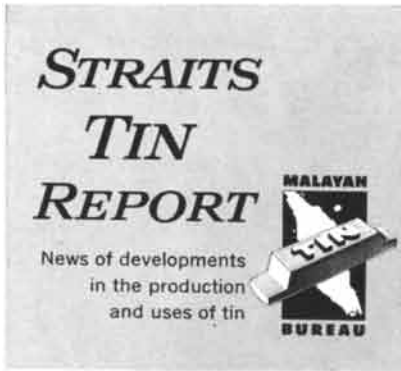 STRAITS
TIN
REPORT
News of developments
in the production
and uses of tin
MALAYAN
TIN
BUREAU